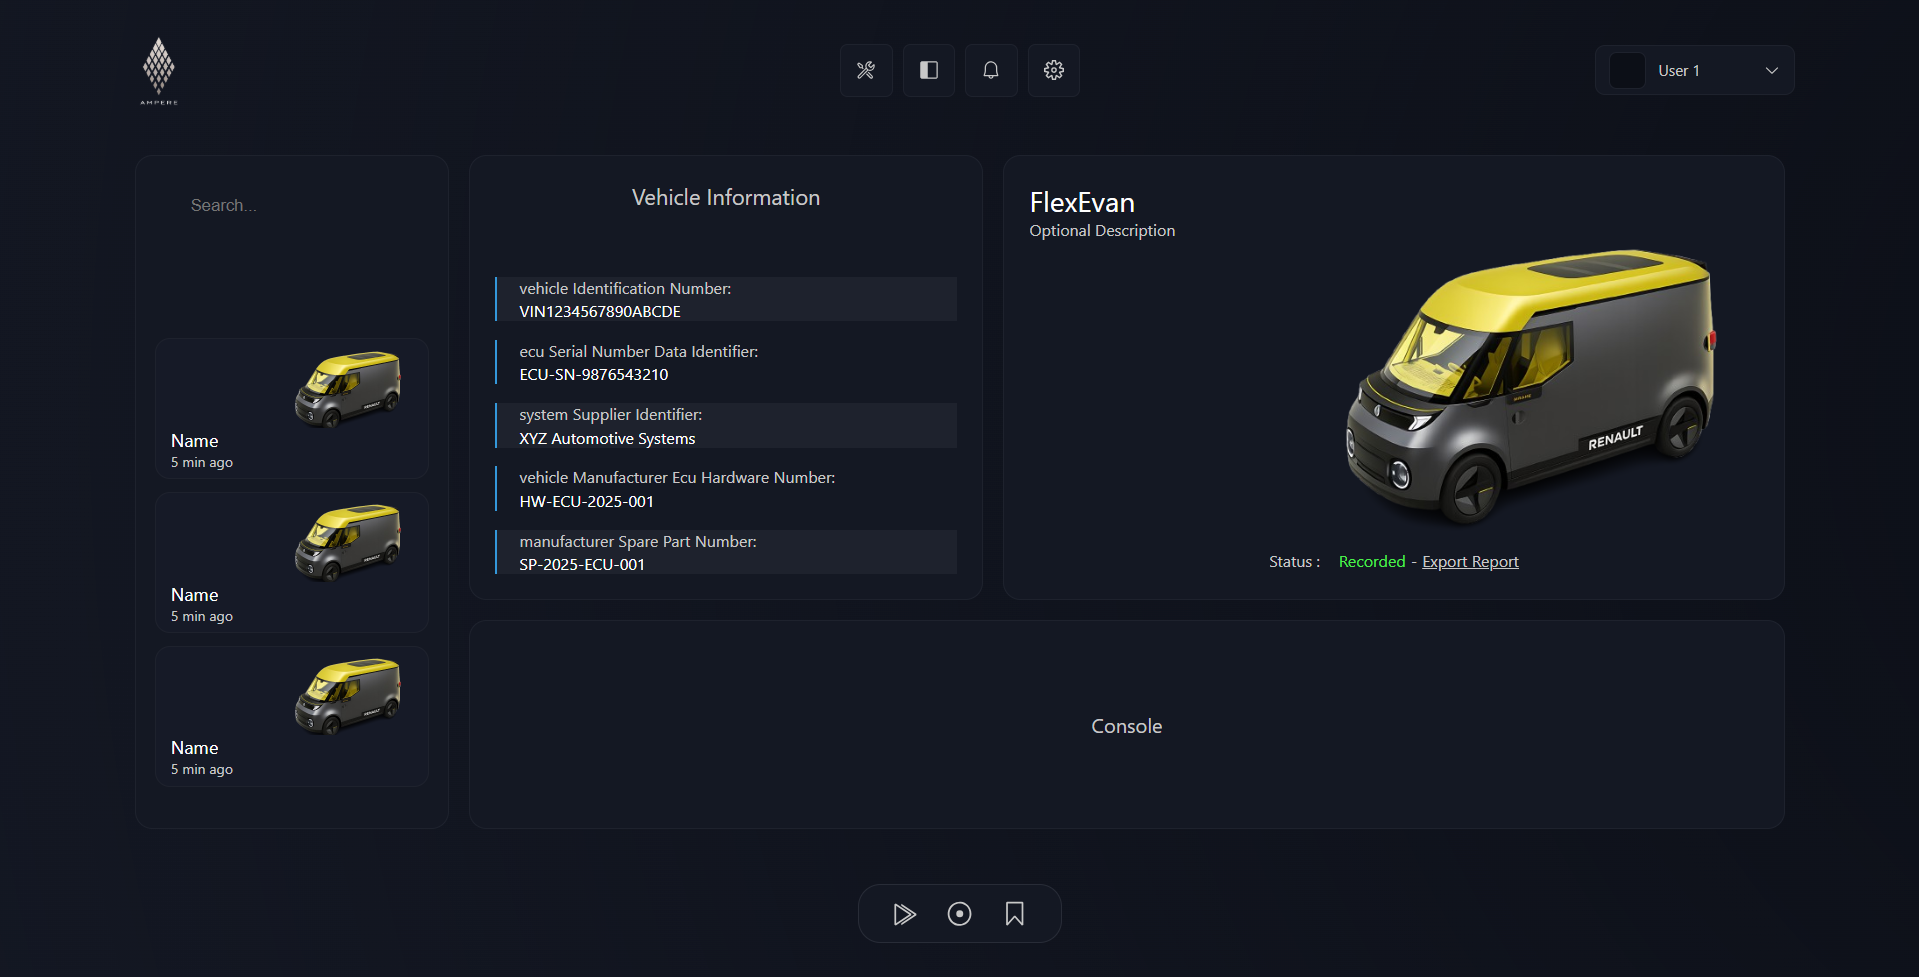 AMPERE
User 1
Search...
Name
5 min ago
Name
5 min ago
Name
5 min ago
Vehicle Information
vehicle Identification Number:
VIN1234567890ABCDE
ecu Serial Number Data Identifier:
ECU-SN-9876543210
system Supplier Identifier:
XYZ Automotive Systems
vehicle Manufacturer Ecu Hardware Number:
HW-ECU-2025-001
manufacturer Spare Part Number:
SP-2025-ECU-001
FlexEvan
Optional Description
RENAULT
Status : Recorded - Export Report
Console